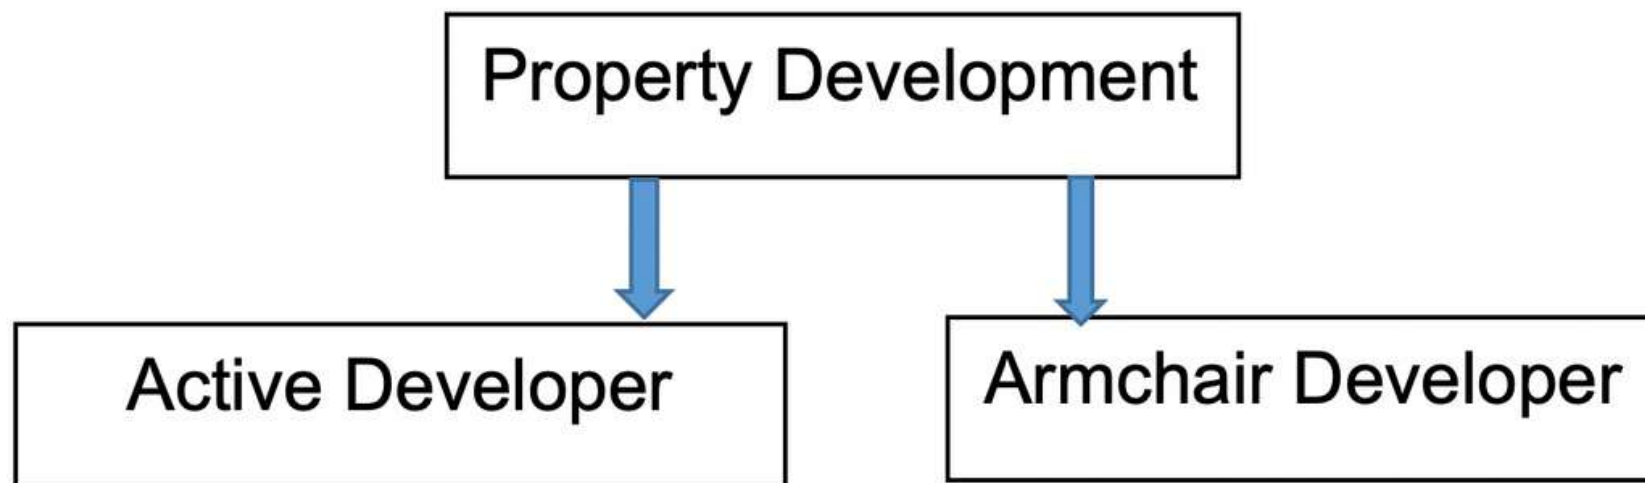 Property Development
Active Developer
Armchair Developer